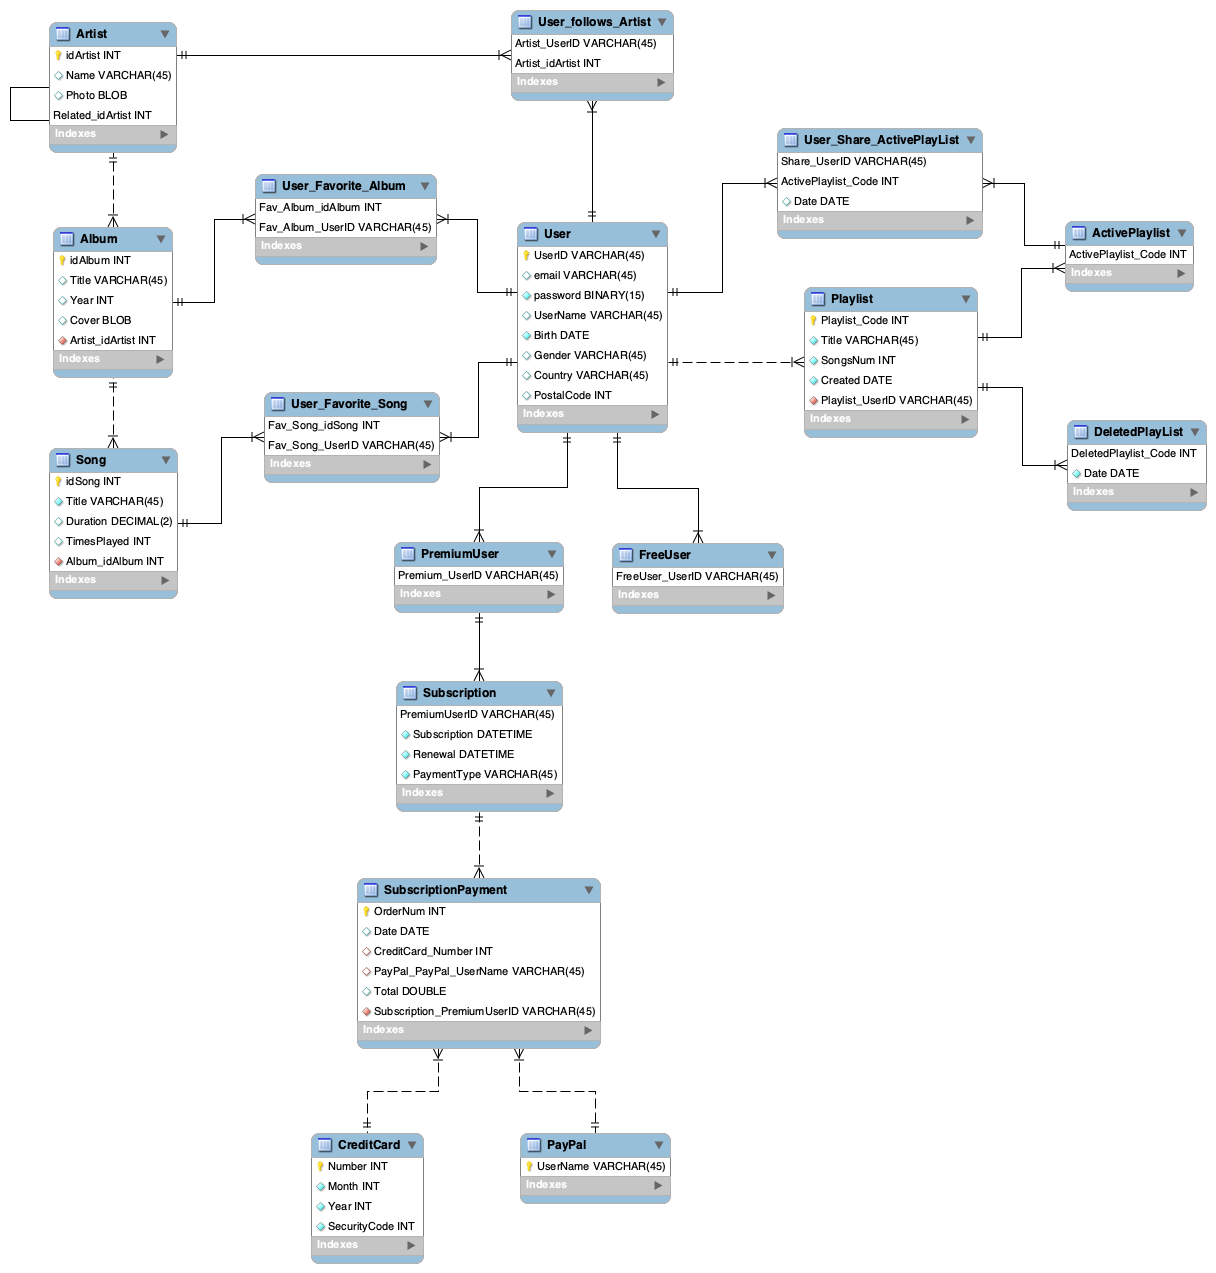 Artist
idArtist INT
Name VARCHAR(45)
Photo BLOB
Related_idArtist INT
Indexes
User_follows_Artist
Artist_UserID VARCHAR(45)
Artist_idArtist INT
Indexes
User_Share_ActivePlayList
Share_UserID VARCHAR(45)
ActivePlaylist_Code INT
Date DATE
Indexes
User_Favorite_Album
Fav_Album_idAlbum INT
Fav_Album_UserID VARCHAR(45)
Indexes
Album
idAlbum INT
Title VARCHAR(45)
Year INT
Cover BLOB
Artist_idArtist INT
Indexes
User
UserID VARCHAR(45)
email VARCHAR(45)
password BINARY(15)
UserName VARCHAR(45)
Birth DATE
Gender VARCHAR(45)
Country VARCHAR(45)
PostalCode INT
Indexes
ActivePlaylist
ActivePlaylist_Code INT
Indexes
Playlist
Playlist_Code INT
Title VARCHAR(45)
SongsNum INT
Created DATE
Playlist_UserID VARCHAR(45)
Indexes
User_Favorite_Song
Fav_Song_idSong INT
Fav_Song_UserID VARCHAR(45)
Indexes
DeletedPlayList
DeletedPlaylist_Code INT
Date DATE
Indexes
Song
idSong INT
Title VARCHAR(45)
Duration DECIMAL(2)
TimesPlayed INT
Album_idAlbum INT
Indexes
PremiumUser
Premium_UserID VARCHAR(45)
Indexes
FreeUser
FreeUser_UserID VARCHAR(45)
Indexes
Subscription
PremiumUserID VARCHAR(45)
Subscription DATETIME
Renewal DATETIME
PaymentType VARCHAR(45)
Indexes
SubscriptionPayment
OrderNum INT
Date DATE
CreditCard_Number INT
PayPal_PayPal_UserName VARCHAR(45)
Total DOUBLE
Subscription_PremiumUserID VARCHAR(45)
Indexes
CreditCard
Number INT
Month INT
Year INT
SecurityCode INT
Indexes
PayPal
UserName VARCHAR(45)
Indexes